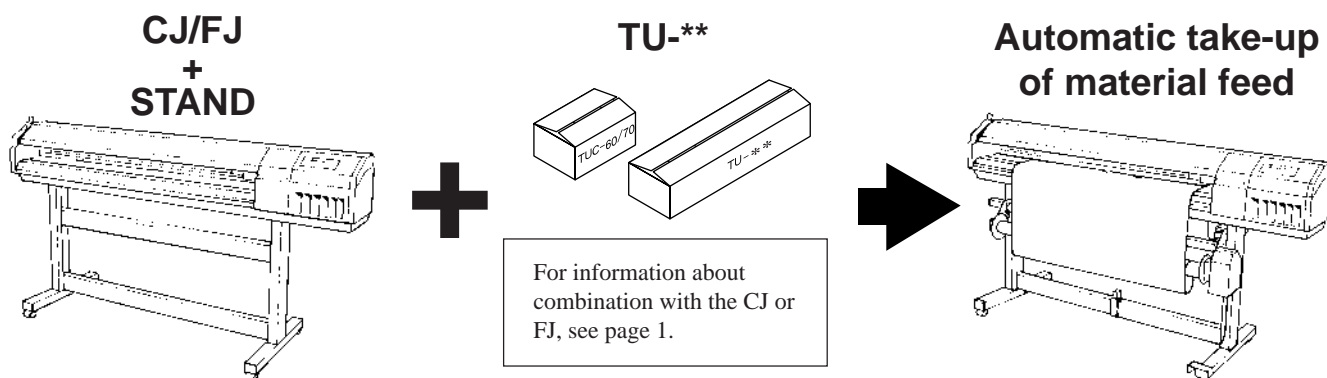 CJ/FJ
+
STAND
TU-**
TUC-60/70
TU-**
For information about
combination with the CJ or
FJ, see page 1.
Automatic take-up
of material feed